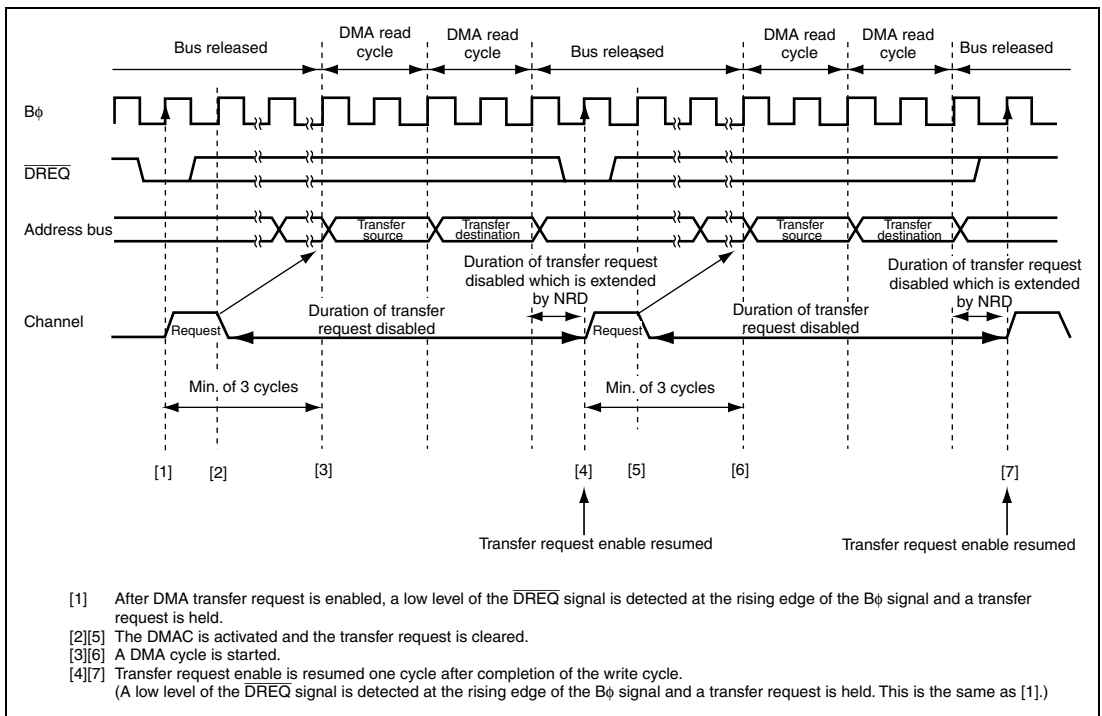 Bus released
DMA read
cycle
DMA read
cycle
Bus released
DMA read
cycle
DMA read
cycle
Bus released
Bφ
DREQ
Address bus
Transfer
source
Transfer
destination
Transfer
source
Transfer
destination
Duration of transfer request
disabled which is extended
by NRD
Duration of transfer request
disabled which is extended
by NRD
Channel
Request
Duration of transfer
request disabled
Request
Duration of transfer
request disabled
Min. of 3 cycles
Min. of 3 cycles
[1]
[2]
[3]
[4]
[5]
[6]
[7]
Transfer request enable resumed
Transfer request enable resumed
[1] After DMA transfer request is enabled, a low level of the DREQ signal is detected at the rising edge of the Bφ signal and a transfer
request is held.
[2][5] The DMAC is activated and the transfer request is cleared.
[3][6] A DMA cycle is started.
[4][7] Transfer request enable is resumed one cycle after completion of the write cycle.
(A low level of the DREQ signal is detected at the rising edge of the Bφ signal and a transfer request is held. This is the same as [1].)